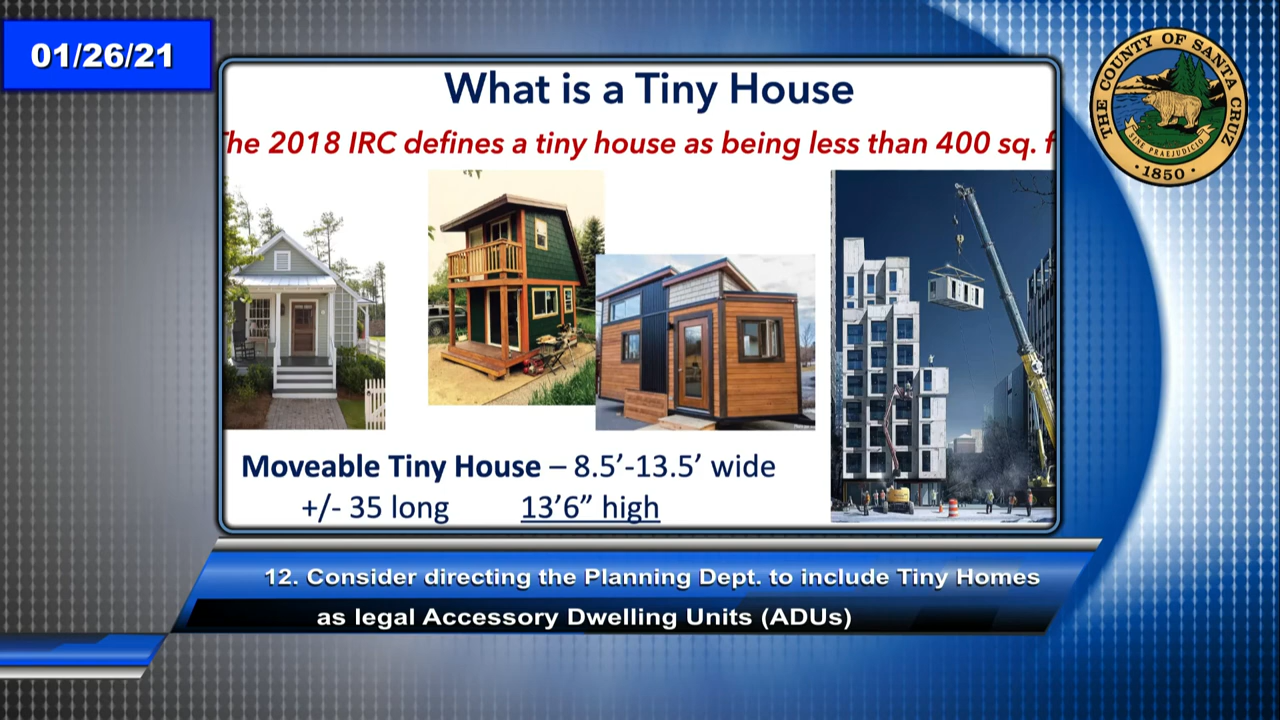 01/26/21
What is a Tiny House
The 2018 IRC defines a tiny house as being less than 400 sq. f
Moveable Tiny House – 8.5’-13.5’ wide
+/- 35 long 13’6” high
12. Consider directing the Planning Dept. to include Tiny Homes
as legal Accessory Dwelling Units (ADUs)
THE COUNTY OF SANTA CRUZ
SINE PRAEJUDICIO
· 1850 ·